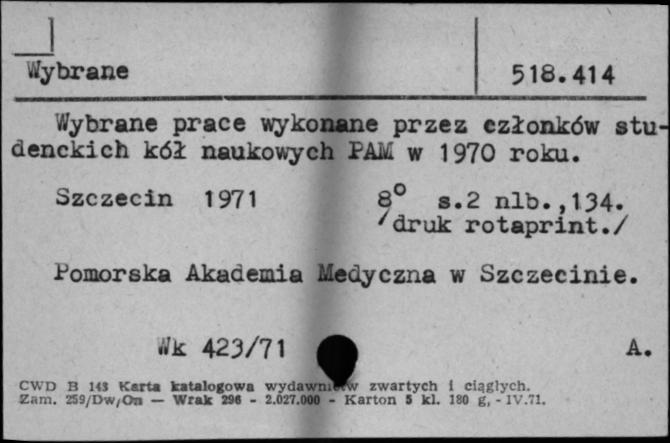 Wybrane
518.414
Wybrane prace wykonane przez członków stu-
denckich kół naukowych PAM w 1970 roku.
Szczecin 1971 8° s.2 nlb.,134.
/druk rotaprint./
Pomorska Akademia Medyczna w Szczecinie.
Wk 423/71 A.
CWD B 143 Karta katalogowa wydawnictw zwartych i ciągłych.
Zam. 259/Dw/On — Wrak 296 - 2.027.000 - Karton 5 kl. 180 g, - IV.71.